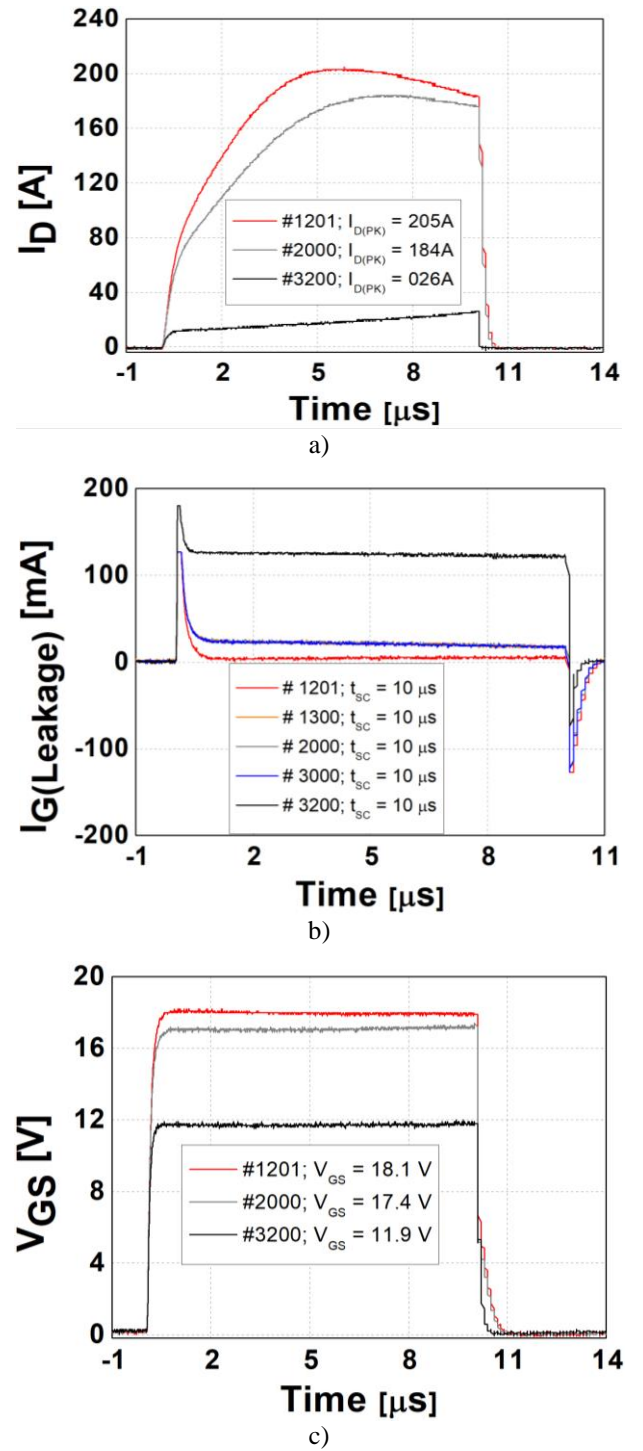 240
200
160
120
80
40
0
I_D [A]
#1201; I_D(PK) = 205A
#2000; I_D(PK) = 184A
#3200; I_D(PK) = 026A
-1 2 5 8 11 14
Time [μs]
a)
200
100
0
-100
-200
I_G(Leakage) [mA]
# 1201; t_SC = 10 μs
# 1300; t_SC = 10 μs
# 2000; t_SC = 10 μs
# 3000; t_SC = 10 μs
# 3200; t_SC = 10 μs
-1 2 5 8 11
Time [μs]
b)
20
16
12
8
4
0
V_GS [V]
#1201; V_GS = 18.1 V
#2000; V_GS = 17.4 V
#3200; V_GS = 11.9 V
-1 2 5 8 11 14
Time [μs]
c)